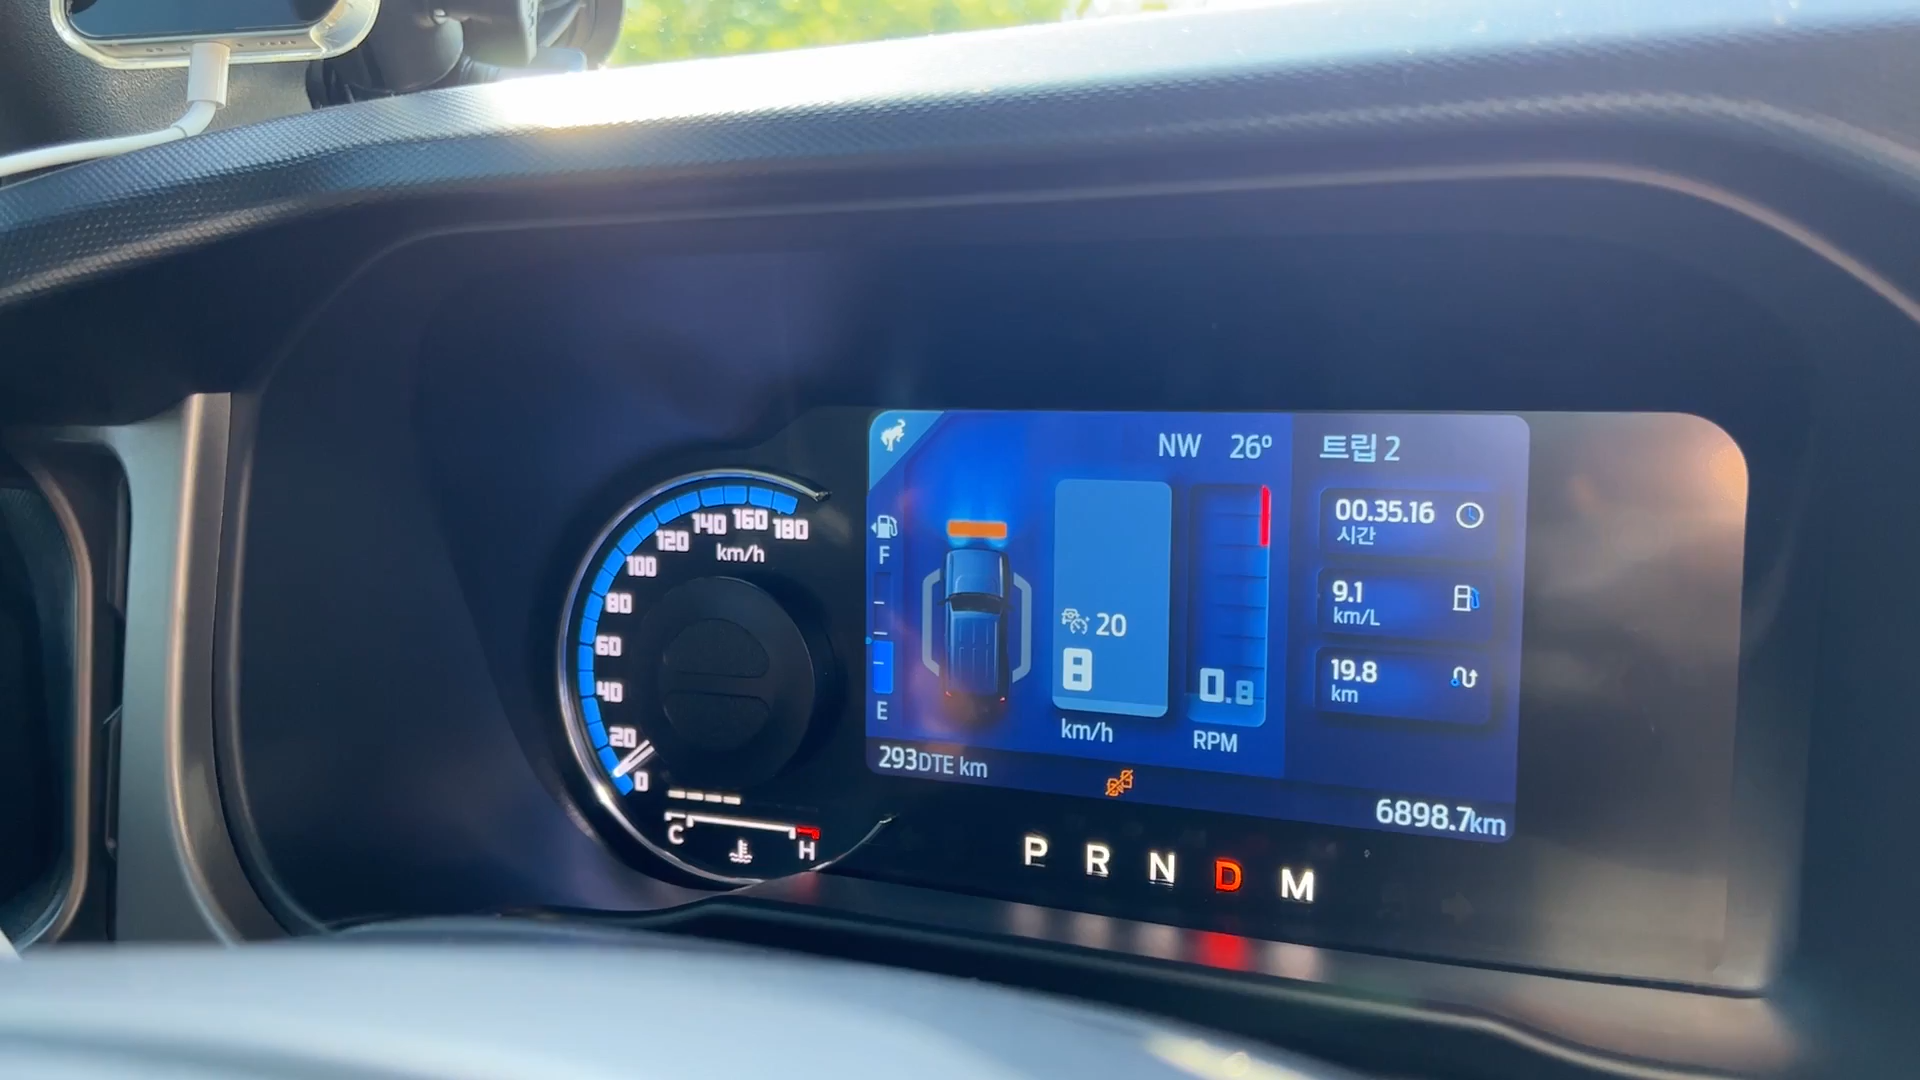 NW 26° 트립 2
00.35.16
시간
9.1
km/L
19.8
km
F
E
20
8
km/h
0.8
RPM
293DTE km
6898.7km
180
160
140
120
100
80
60
40
20
0
km/h
C H
P R N D M